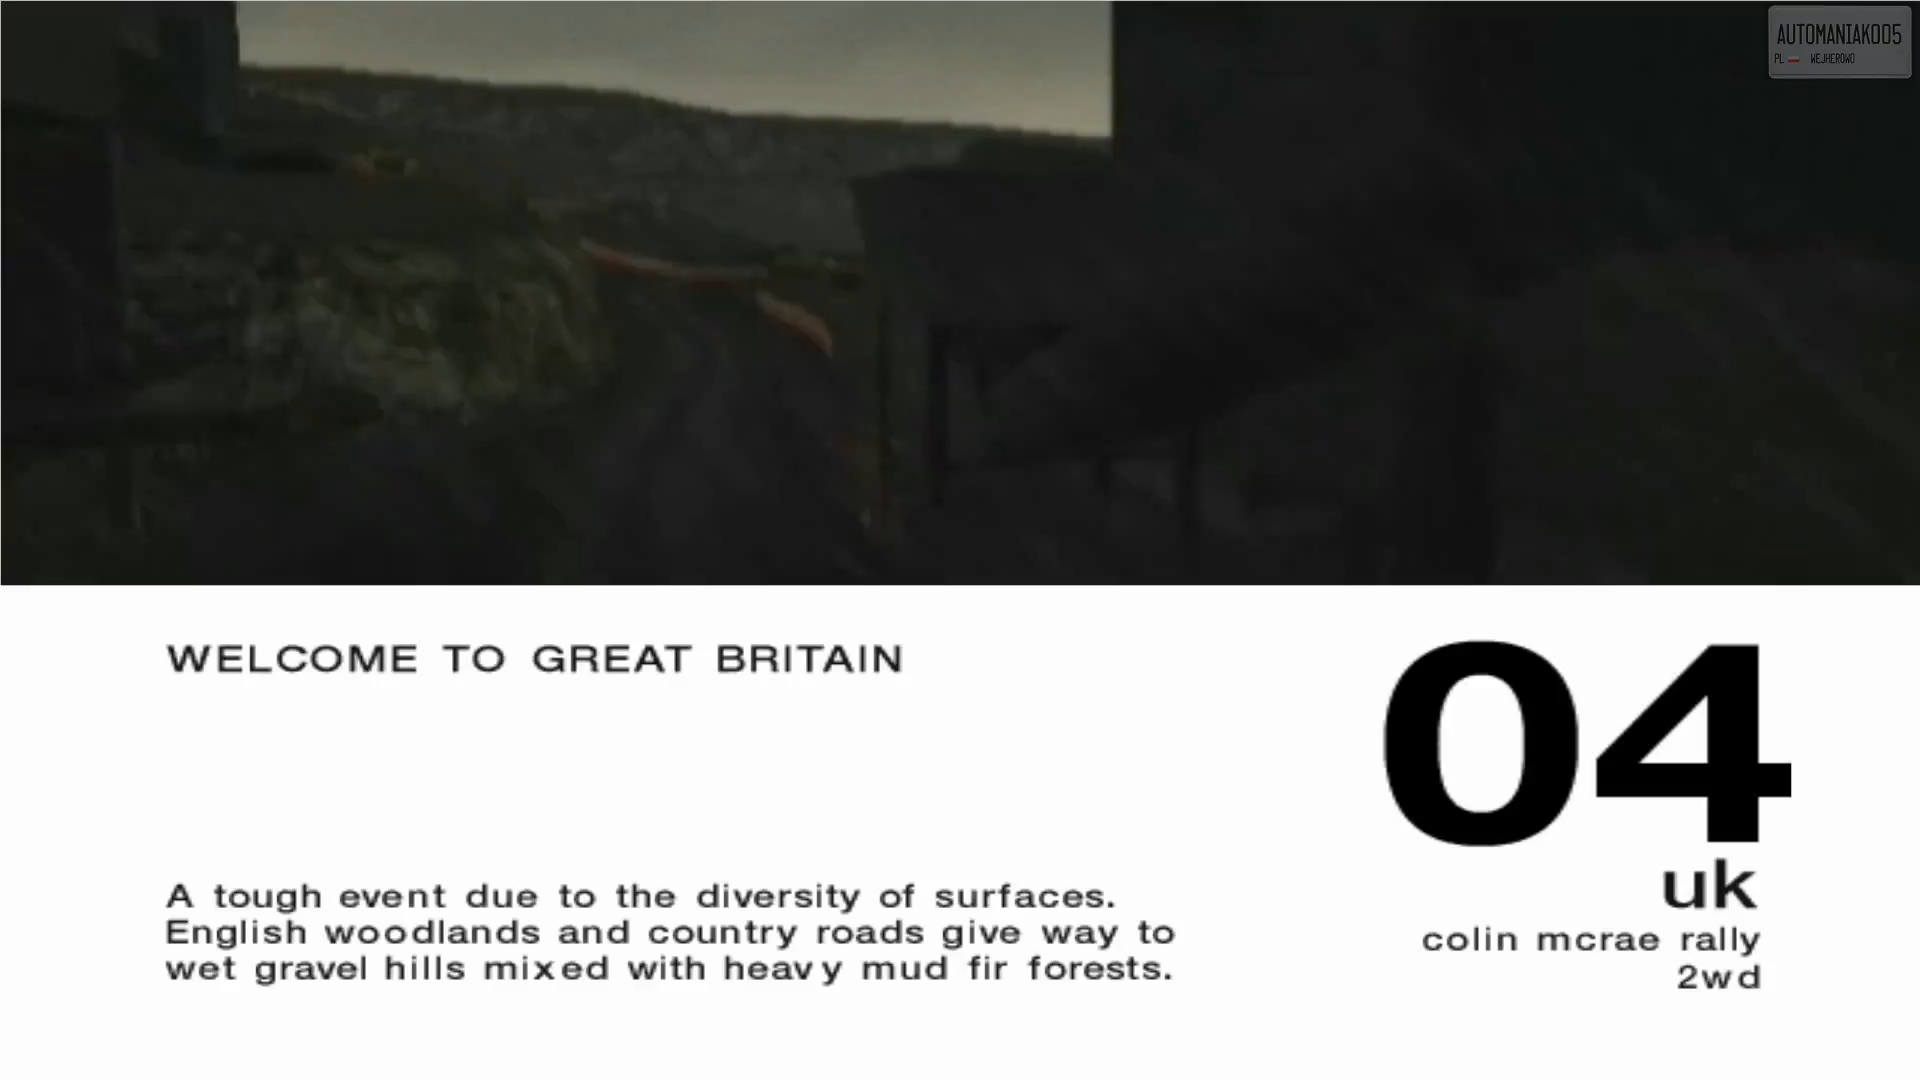 AUTOMANIAK005
PL WEJHEROWO
WELCOME TO GREAT BRITAIN
04
uk
colin mcrae rally
2wd
A tough event due to the diversity of surfaces.
English woodlands and country roads give way to
wet gravel hills mixed with heavy mud fir forests.